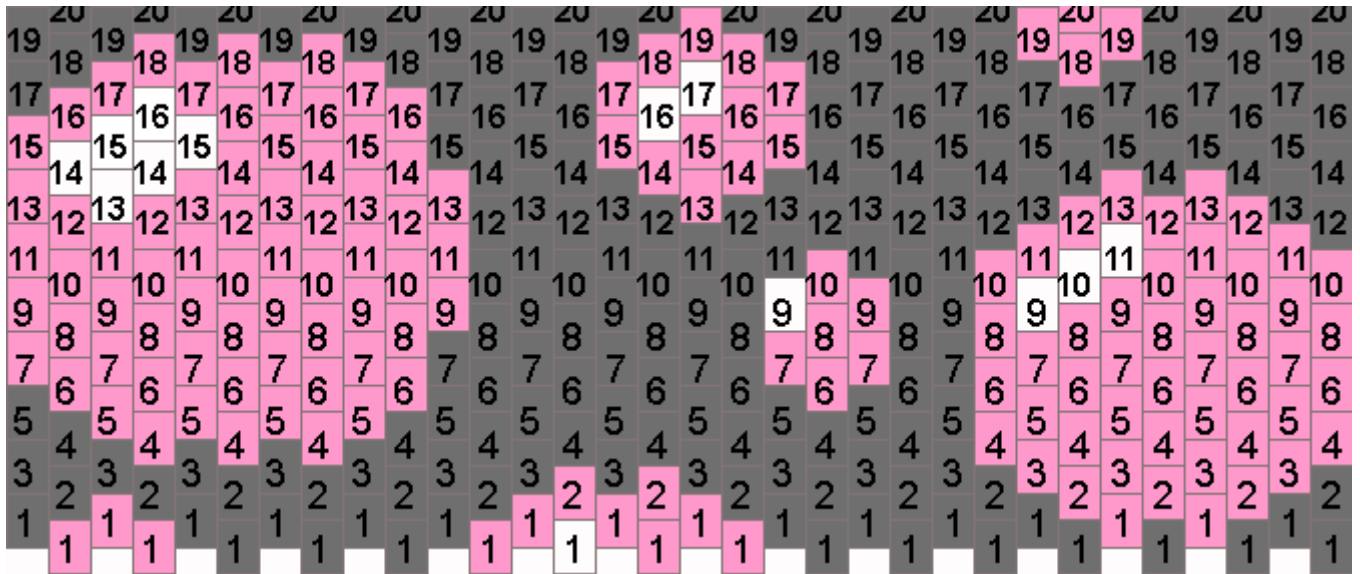 20 20 20 20 20 20 20 20 20 20 20 20 20 20 20 20
19 19 19 19 19 19 19 19 19 19 19 19 19 19 19 19
18 18 18 18 18 18 18 18 18 18 18 18 18 18 18 18
17 17 17 17 17 17 17 17 17 17 17 17 17 17 17 17
16 16 16 16 16 16 16 16 16 16 16 16 16 16 16 16
15 15 15 15 15 15 15 15 15 15 15 15 15 15 15 15
14 14 14 14 14 14 14 14 14 14 14 14 14 14 14 14
13 13 13 13 13 13 13 13 13 13 13 13 13 13 13 13
12 12 12 12 12 12 12 12 12 12 12 12 12 12 12 12
11 11 11 11 11 11 11 11 11 11 11 11 11 11 11 11
10 10 10 10 10 10 10 10 10 10 10 10 10 10 10 10
9 9 9 9 9 9 9 9 9 9 9 9 9 9 9 9
8 8 8 8 8 8 8 8 8 8 8 8 8 8 8 8
7 7 7 7 7 7 7 7 7 7 7 7 7 7 7 7
6 6 6 6 6 6 6 6 6 6 6 6 6 6 6 6
5 5 5 5 5 5 5 5 5 5 5 5 5 5 5 5
4 4 4 4 4 4 4 4 4 4 4 4 4 4 4 4
3 3 3 3 3 3 3 3 3 3 3 3 3 3 3 3
2 2 2 2 2 2 2 2 2 2 2 2 2 2 2 2
1 1 1 1 1 1 1 1 1 1 1 1 1 1 1 1
1 1 1 1 1 1 1 1 1 1 1 1 1 1 1 1